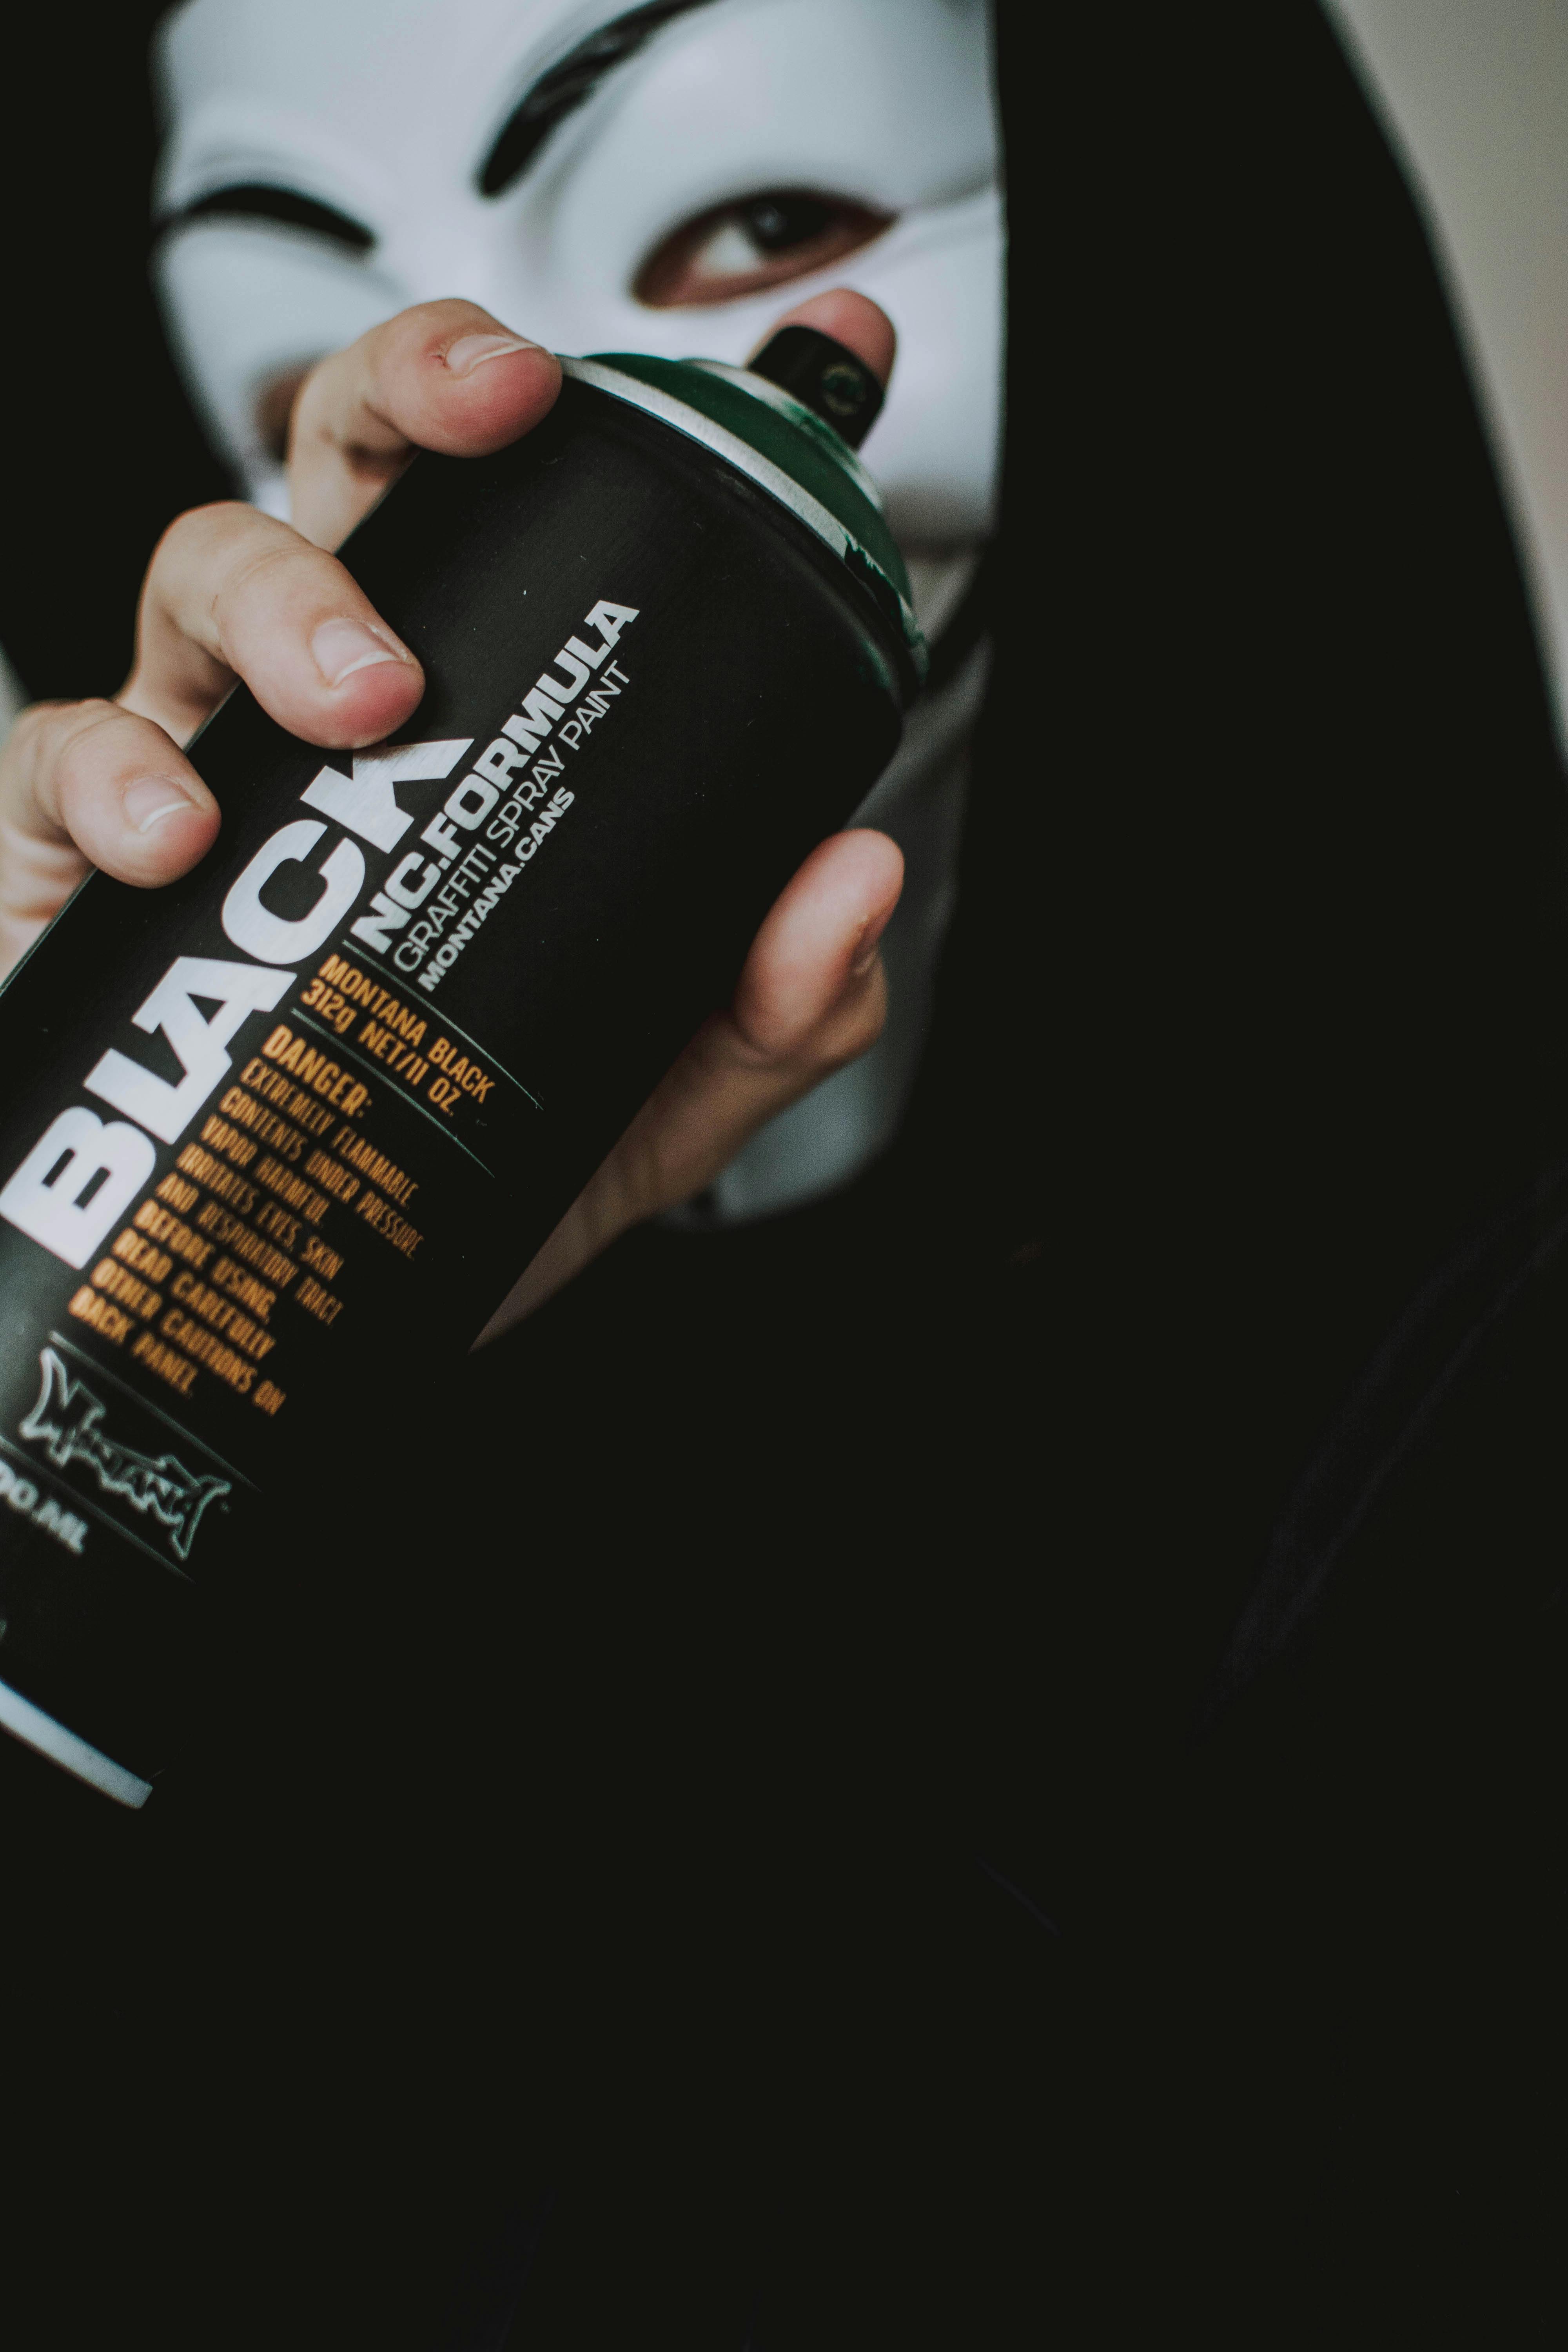 BLACK
NC.FORMULA
GRAFFITI SPRAY PAINT
MONTANA.CANS
MONTANA BLACK
312g NET/11 OZ.
DANGER:
EXTREMELY FLAMMABLE.
CONTENTS UNDER PRESSURE.
VAPOR HARMFUL.
IRRITATES EYES, SKIN
AND RESPIRATORY TRACT
BEFORE USING,
READ CAREFULLY
OTHER CAUTIONS ON
BACK PANEL.
MONTANA